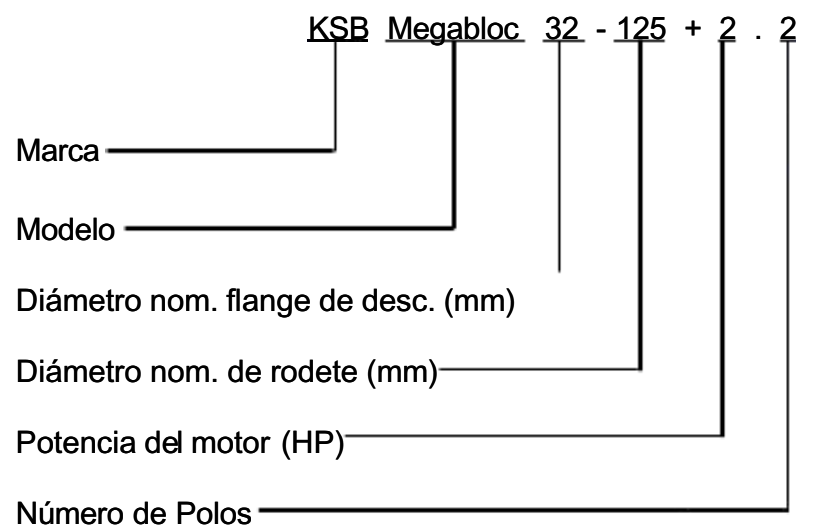 KSB Megabloc 32 - 125 + 2 . 2
Marca
Modelo
Diámetro nom. flange de desc. (mm)
Diámetro nom. de rodete (mm)
Potencia del motor (HP)
Número de Polos